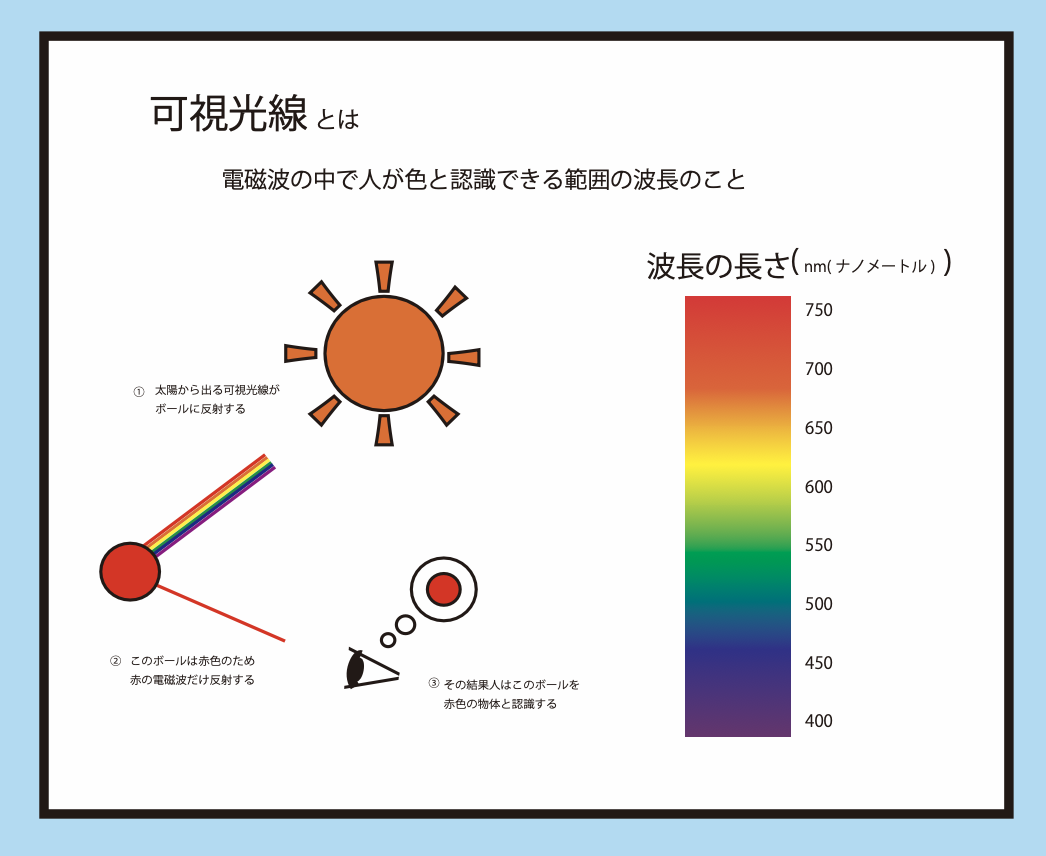 可視光線 とは
電磁波の中で人が色と認識できる範囲の波長のこと
波長の長さ( nm( ナノメートル ) )
750
700
650
600
550
500
450
400
① 太陽から出る可視光線が
ボールに反射する
② このボールは赤色のため
赤の電磁波だけ反射する
③ その結果人はこのボールを
赤色の物体と認識する